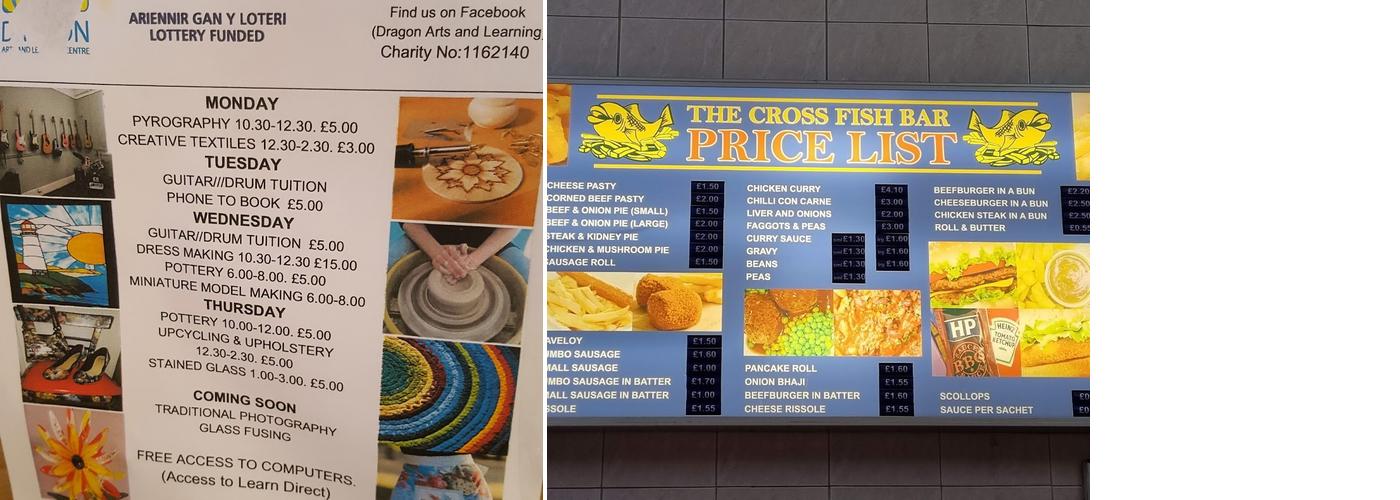 ARIENNIR GAN Y LOTERI
LOTTERY FUNDED
Find us on Facebook
(Dragon Arts and Learning
Charity No:1162140
MONDAY
PYROGRAPHY 10.30-12.30. £5.00
CREATIVE TEXTILES 12.30-2.30. £3.00
TUESDAY
GUITAR///DRUM TUITION
PHONE TO BOOK £5.00
WEDNESDAY
GUITAR//DRUM TUITION £5.00
DRESS MAKING 10.30-12.30 £15.00
POTTERY 6.00-8.00. £5.00
MINIATURE MODEL MAKING 6.00-8.00
THURSDAY
POTTERY 10.00-12.00. £5.00
UPCYCLING & UPHOLSTERY
12.30-2.30. £5.00
STAINED GLASS 1.00-3.00. £5.00
COMING SOON
TRADITIONAL PHOTOGRAPHY
GLASS FUSING
FREE ACCESS TO COMPUTERS.
(Access to Learn Direct)
THE CROSS FISH BAR
PRICE LIST
CHEESE PASTY £1.50
CORNED BEEF PASTY £2.00
BEEF & ONION PIE (SMALL) £1.50
BEEF & ONION PIE (LARGE) £2.00
STEAK & KIDNEY PIE £2.00
CHICKEN & MUSHROOM PIE £2.00
SAUSAGE ROLL £1.50
AVELOY £1.50
UMBO SAUSAGE £1.60
MALL SAUSAGE £1.00
UMBO SAUSAGE IN BATTER £1.70
MALL SAUSAGE IN BATTER £1.00
SSOLE £1.55
CHICKEN CURRY £4.10
CHILLI CON CARNE £3.00
LIVER AND ONIONS £2.00
FAGGOTS & PEAS £3.00
CURRY SAUCE £1.30 £1.60
GRAVY £1.30 £1.60
BEANS £1.30 £1.60
PEAS £1.30
PANCAKE ROLL £1.60
ONION BHAJI £1.55
BEEFBURGER IN BATTER £1.60
CHEESE RISSOLE £1.55
BEEFBURGER IN A BUN £2.20
CHEESEBURGER IN A BUN £2.50
CHICKEN STEAK IN A BUN £2.50
ROLL & BUTTER £0.55
HP
HEINZ
TOMATO
KETCHUP
SCOLLOPS £0
SAUCE PER SACHET £0